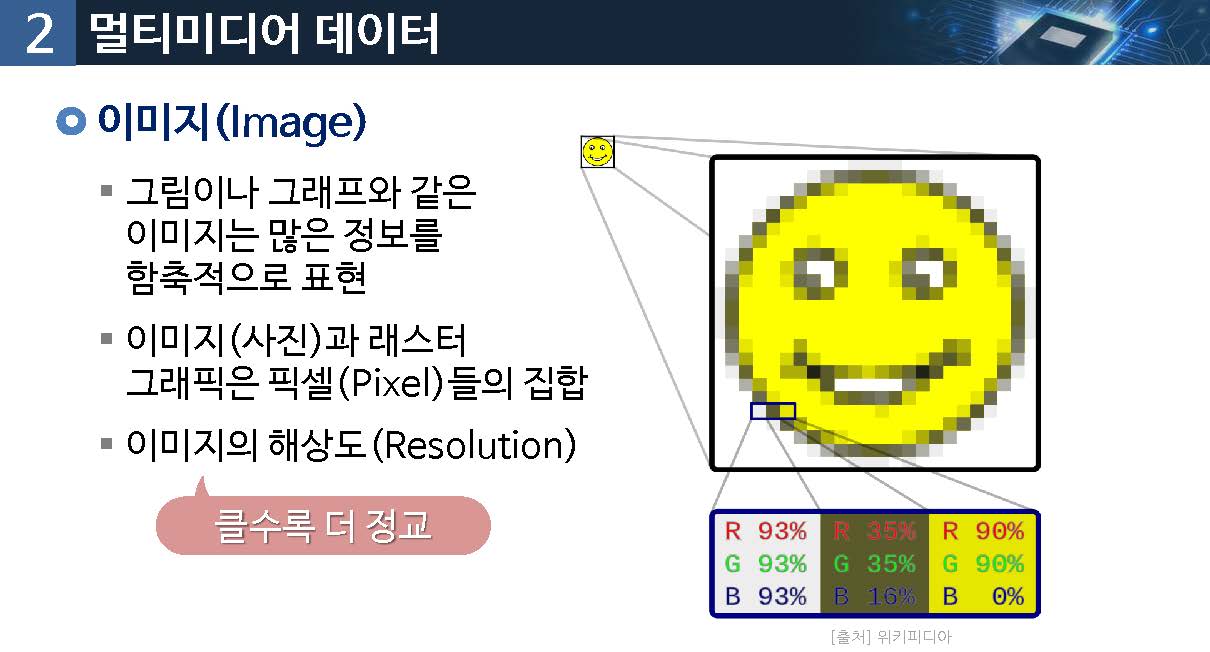 2 멀티미디어 데이터
이미지(Image)
그림이나 그래프와 같은
이미지는 많은 정보를
함축적으로 표현
이미지(사진)과 래스터
그래픽은 픽셀(Pixel)들의 집합
이미지의 해상도(Resolution)
클수록 더 정교
R 93% R 35% R 90%
G 93% G 35% G 90%
B 93% B 16% B 0%
[출처] 위키피디아